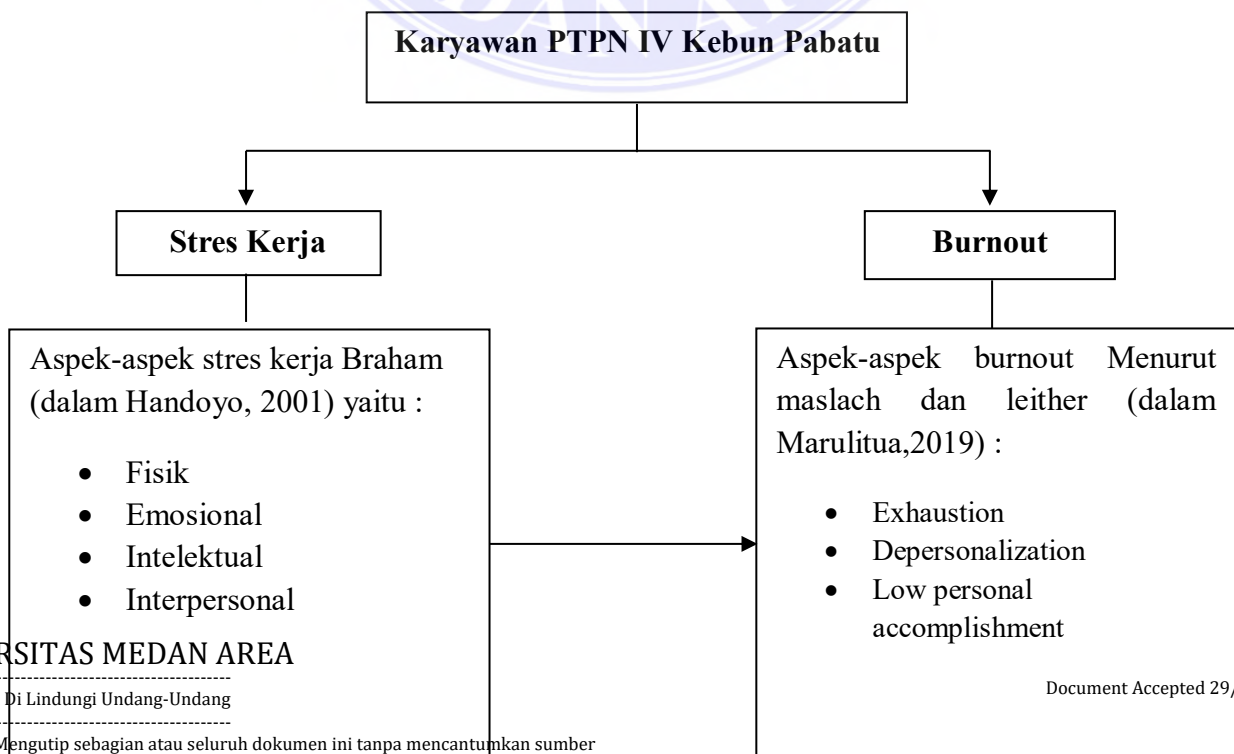 DANA
Karyawan PTPN IV Kebun Pabatu
Stres Kerja
Burnout
Aspek-aspek stres kerja Braham
(dalam Handoyo, 2001) yaitu :
• Fisik
• Emosional
• Intelektual
• Interpersonal
Aspek-aspek burnout Menurut
maslach dan leither (dalam
Marulitua,2019) :
• Exhaustion
• Depersonalization
• Low personal
accomplishment
RSITAS MEDAN AREA
Di Lindungi Undang-Undang
Document Accepted 29/
Mengutip sebagian atau seluruh dokumen ini tanpa mencantumkan sumber